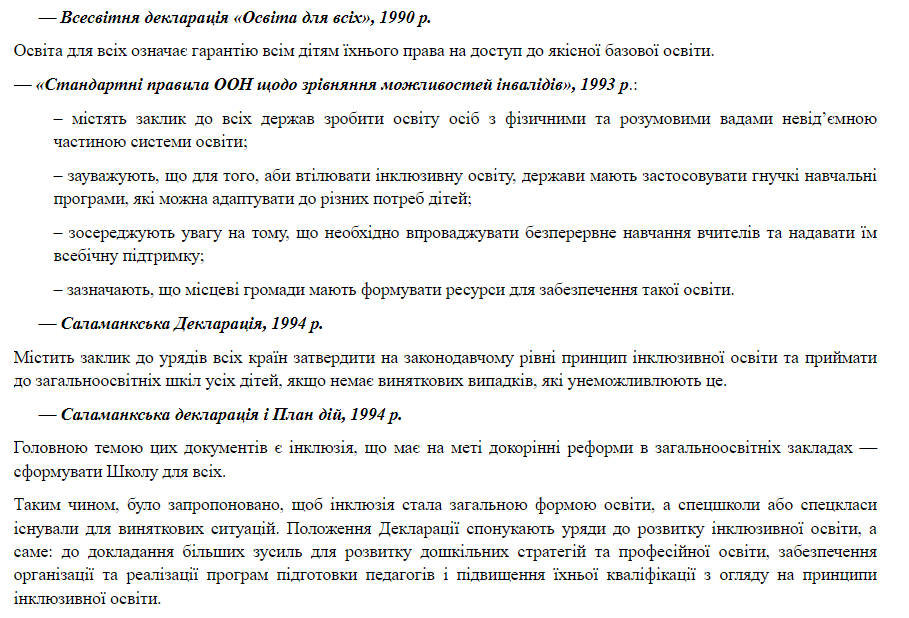 — Всесвітня декларація «Освіта для всіх», 1990 р.
Освіта для всіх означає гарантію всім дітям їхнього права на доступ до якісної базової освіти.
— «Стандартні правила ООН щодо зрівняння можливостей інвалідів», 1993 р.:
– містять заклик до всіх держав зробити освіту осіб з фізичними та розумовими вадами невід’ємною
частиною системи освіти;
– зауважують, що для того, аби втілювати інклюзивну освіту, держави мають застосовувати гнучкі навчальні
програми, які можна адаптувати до різних потреб дітей;
– зосереджують увагу на тому, що необхідно впроваджувати безперервне навчання вчителів та надавати їм
всебічну підтримку;
– зазначають, що місцеві громади мають формувати ресурси для забезпечення такої освіти.
— Саламанкська Декларація, 1994 р.
Містить заклик до урядів всіх країн затвердити на законодавчому рівні принцип інклюзивної освіти та приймати
до загальноосвітніх шкіл усіх дітей, якщо немає виняткових випадків, які унеможливлюють це.
— Саламанкська декларація і План дій, 1994 р.
Головною темою цих документів є інклюзія, що має на меті докорінні реформи в загальноосвітніх закладах —
сформувати Школу для всіх.
Таким чином, було запропоновано, щоб інклюзія стала загальною формою освіти, а спецшколи або спецкласи
існували для виняткових ситуацій. Положення Декларації спонукають уряди до розвитку інклюзивної освіти, а
саме: до докладання більших зусиль для розвитку дошкільних стратегій та професійної освіти, забезпечення
організації та реалізації програм підготовки педагогів і підвищення їхньої кваліфікації з огляду на принципи
інклюзивної освіти.